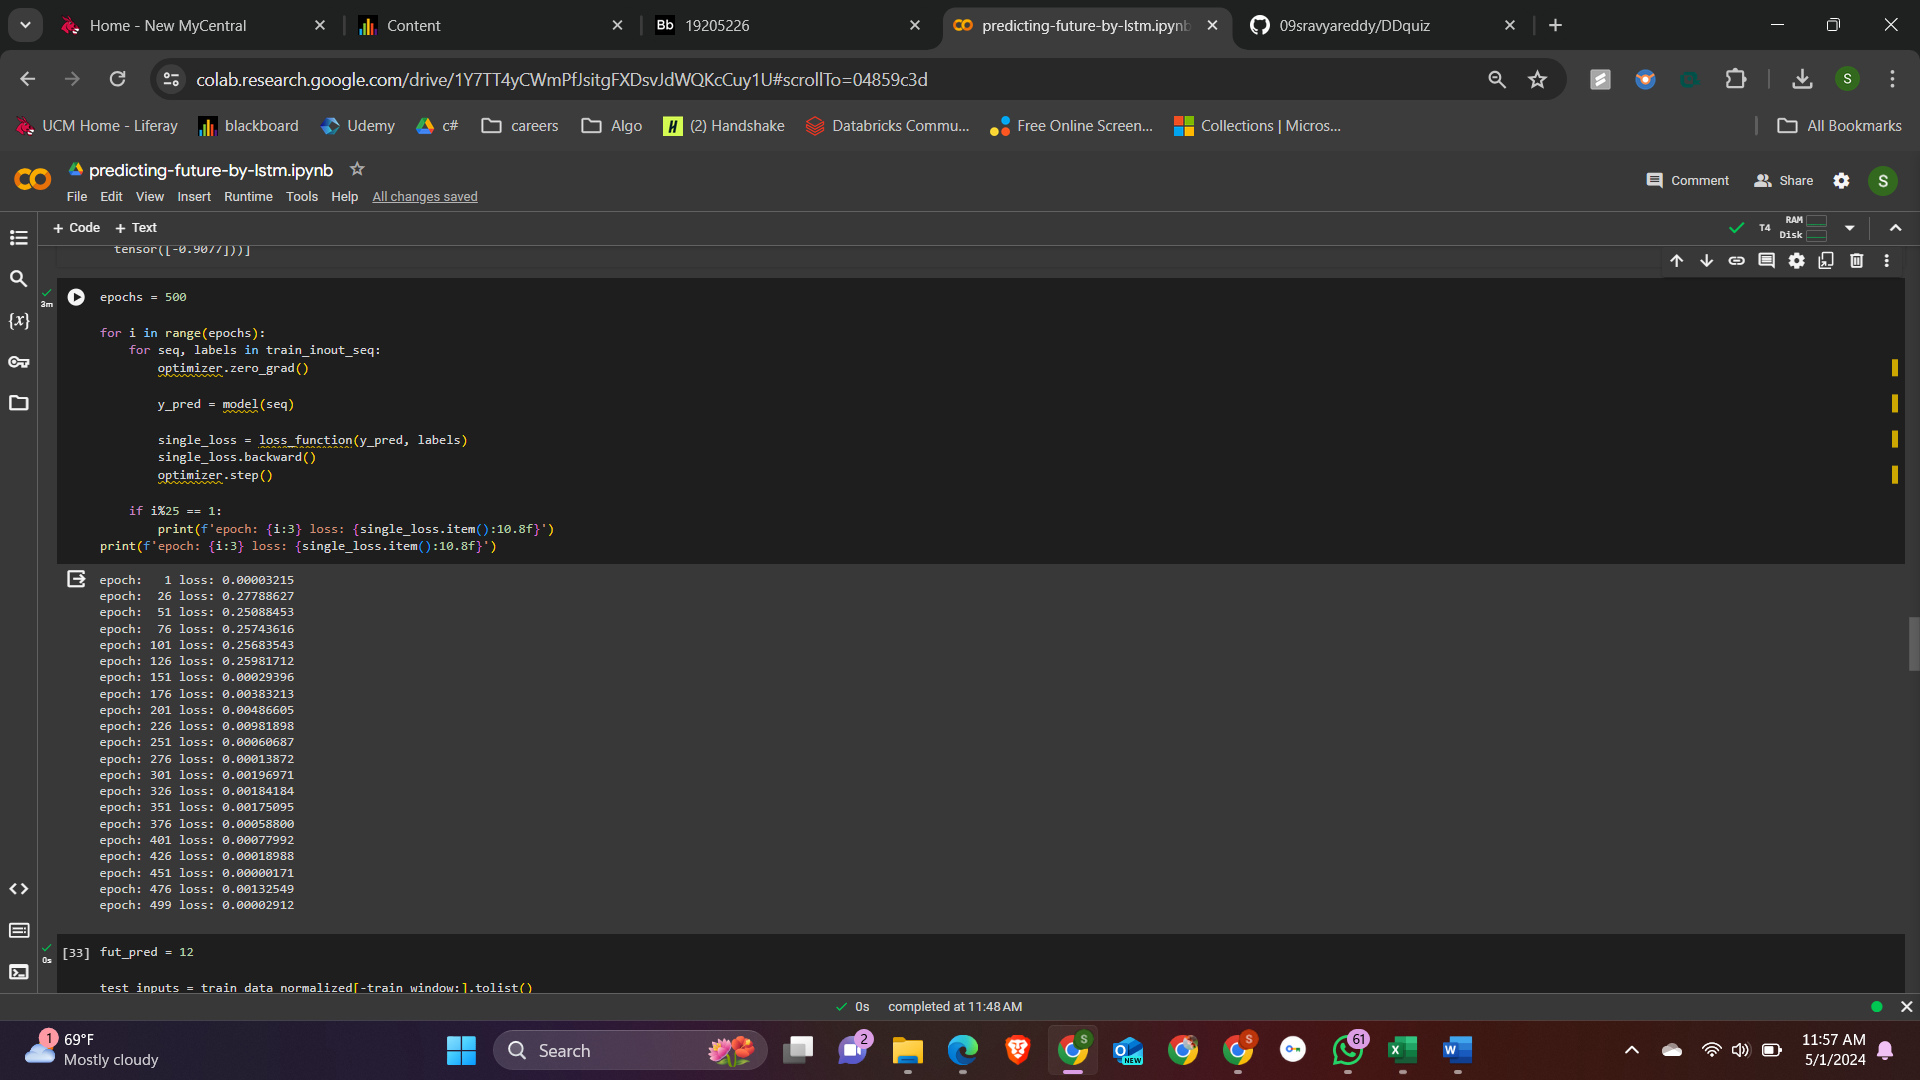 Home - New MyCentral
Content
Bb 19205226
predicting-future-by-lstm.ipynb
09sravyareddy/DDquiz
colab.research.google.com/drive/1Y7TT4yCWmPfJsitgFXDsvJdWQKcCuy1U#scrollTo=04859c3d
S
UCM Home - Liferay
blackboard
Udemy
c#
careers
Algo
H (2) Handshake
Databricks Commu...
Free Online Screen...
Collections | Micros...
All Bookmarks
predicting-future-by-lstm.ipynb
Comment
Share
S
File Edit View Insert Runtime Tools Help All changes saved
+ Code + Text
T4
RAM
Disk
tensor([-0.9077]))]
3m
epochs = 500
for i in range(epochs):
for seq, labels in train_inout_seq:
optimizer.zero_grad()
y_pred = model(seq)
single_loss = loss_function(y_pred, labels)
single_loss.backward()
optimizer.step()
if i%25 == 1:
print(f'epoch: {i:3} loss: {single_loss.item():10.8f}')
print(f'epoch: {i:3} loss: {single_loss.item():10.8f}')
epoch:   1 loss: 0.00003215
epoch:  26 loss: 0.27788627
epoch:  51 loss: 0.25088453
epoch:  76 loss: 0.25743616
epoch: 101 loss: 0.25683543
epoch: 126 loss: 0.25981712
epoch: 151 loss: 0.00029396
epoch: 176 loss: 0.00383213
epoch: 201 loss: 0.00486605
epoch: 226 loss: 0.00981898
epoch: 251 loss: 0.00060687
epoch: 276 loss: 0.00013872
epoch: 301 loss: 0.00196971
epoch: 326 loss: 0.00184184
epoch: 351 loss: 0.00175095
epoch: 376 loss: 0.00058800
epoch: 401 loss: 0.00077992
epoch: 426 loss: 0.00018988
epoch: 451 loss: 0.00000171
epoch: 476 loss: 0.00132549
epoch: 499 loss: 0.00002912
0s
[33] fut_pred = 12
test_inputs = train_data_normalized[-train_window:].tolist()
0s completed at 11:48 AM
1
69°F
Mostly cloudy
Search
2
S
NEW
S
61
11:57 AM
5/1/2024